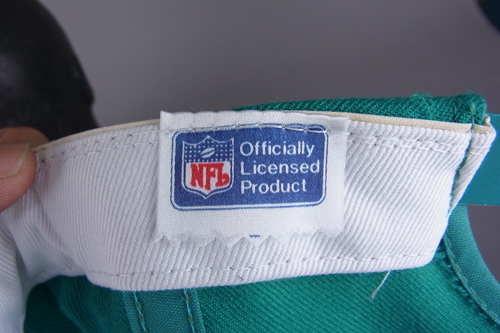 NFL
Officially
Licensed
Product